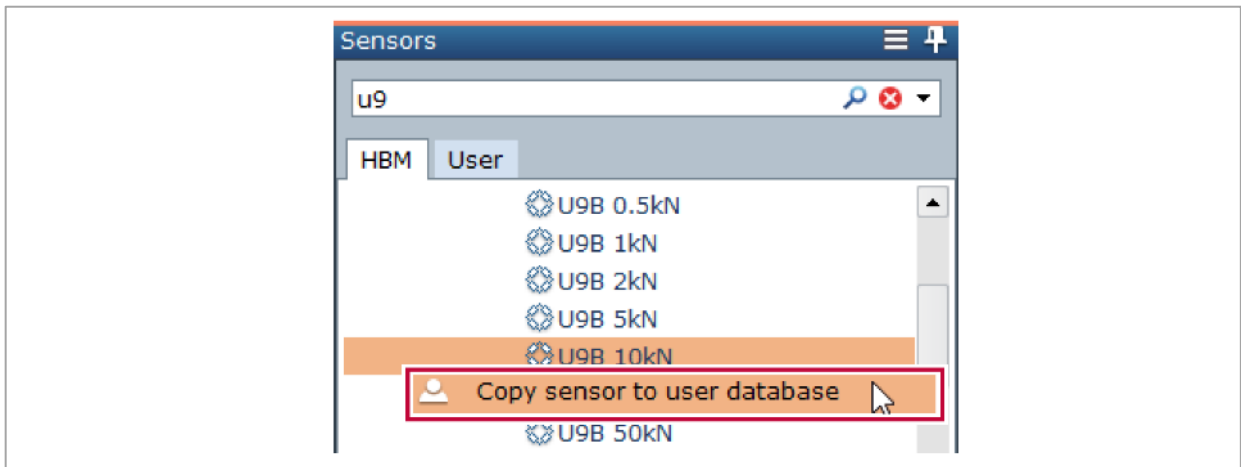 Sensors
u9
HBM User
U9B 0.5kN
U9B 1kN
U9B 2kN
U9B 5kN
U9B 10kN
Copy sensor to user database
U9B 50kN